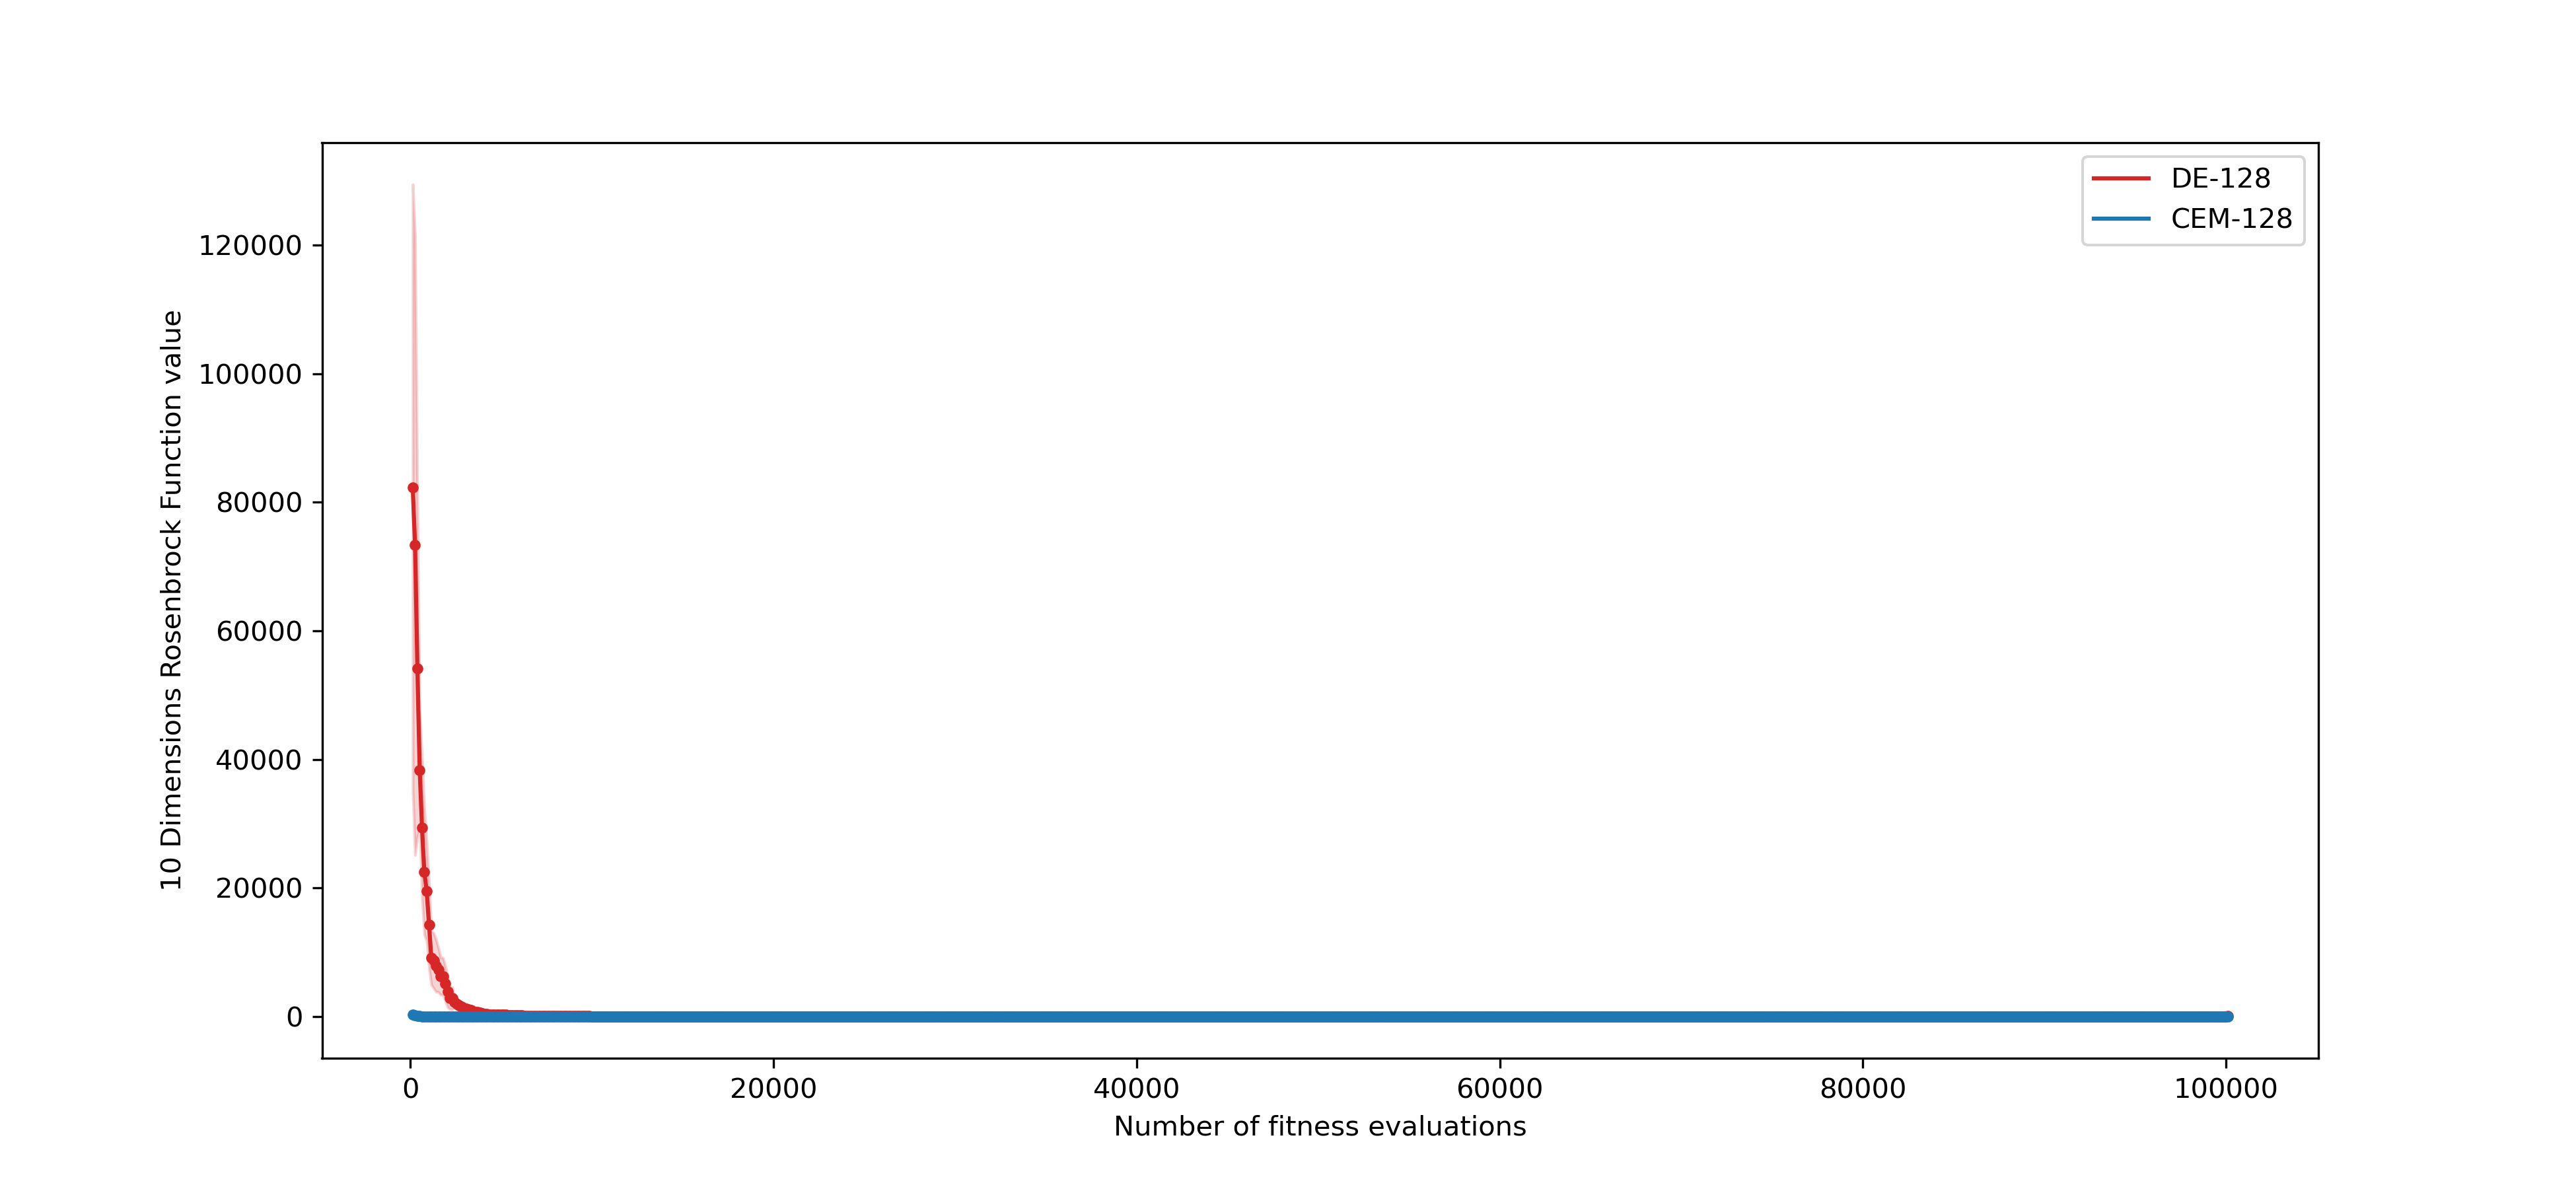 DE-128
CEM-128
10 Dimensions Rosenbrock Function value
120000
100000
80000
60000
40000
20000
0
0 20000 40000 60000 80000 100000
Number of fitness evaluations